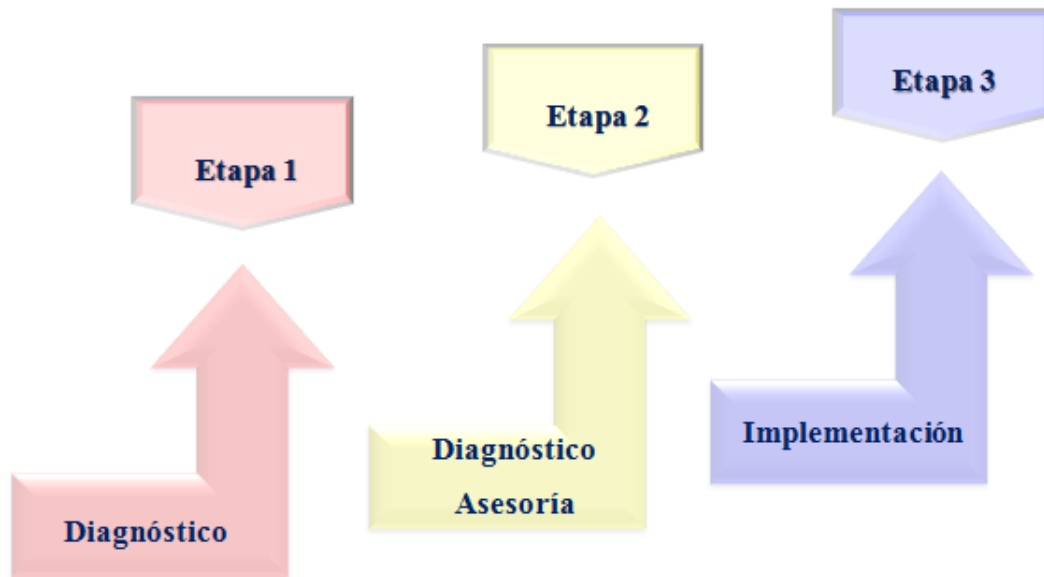 Etapa 1
Diagnóstico
Etapa 2
Diagnóstico
Asesoría
Etapa 3
Implementación